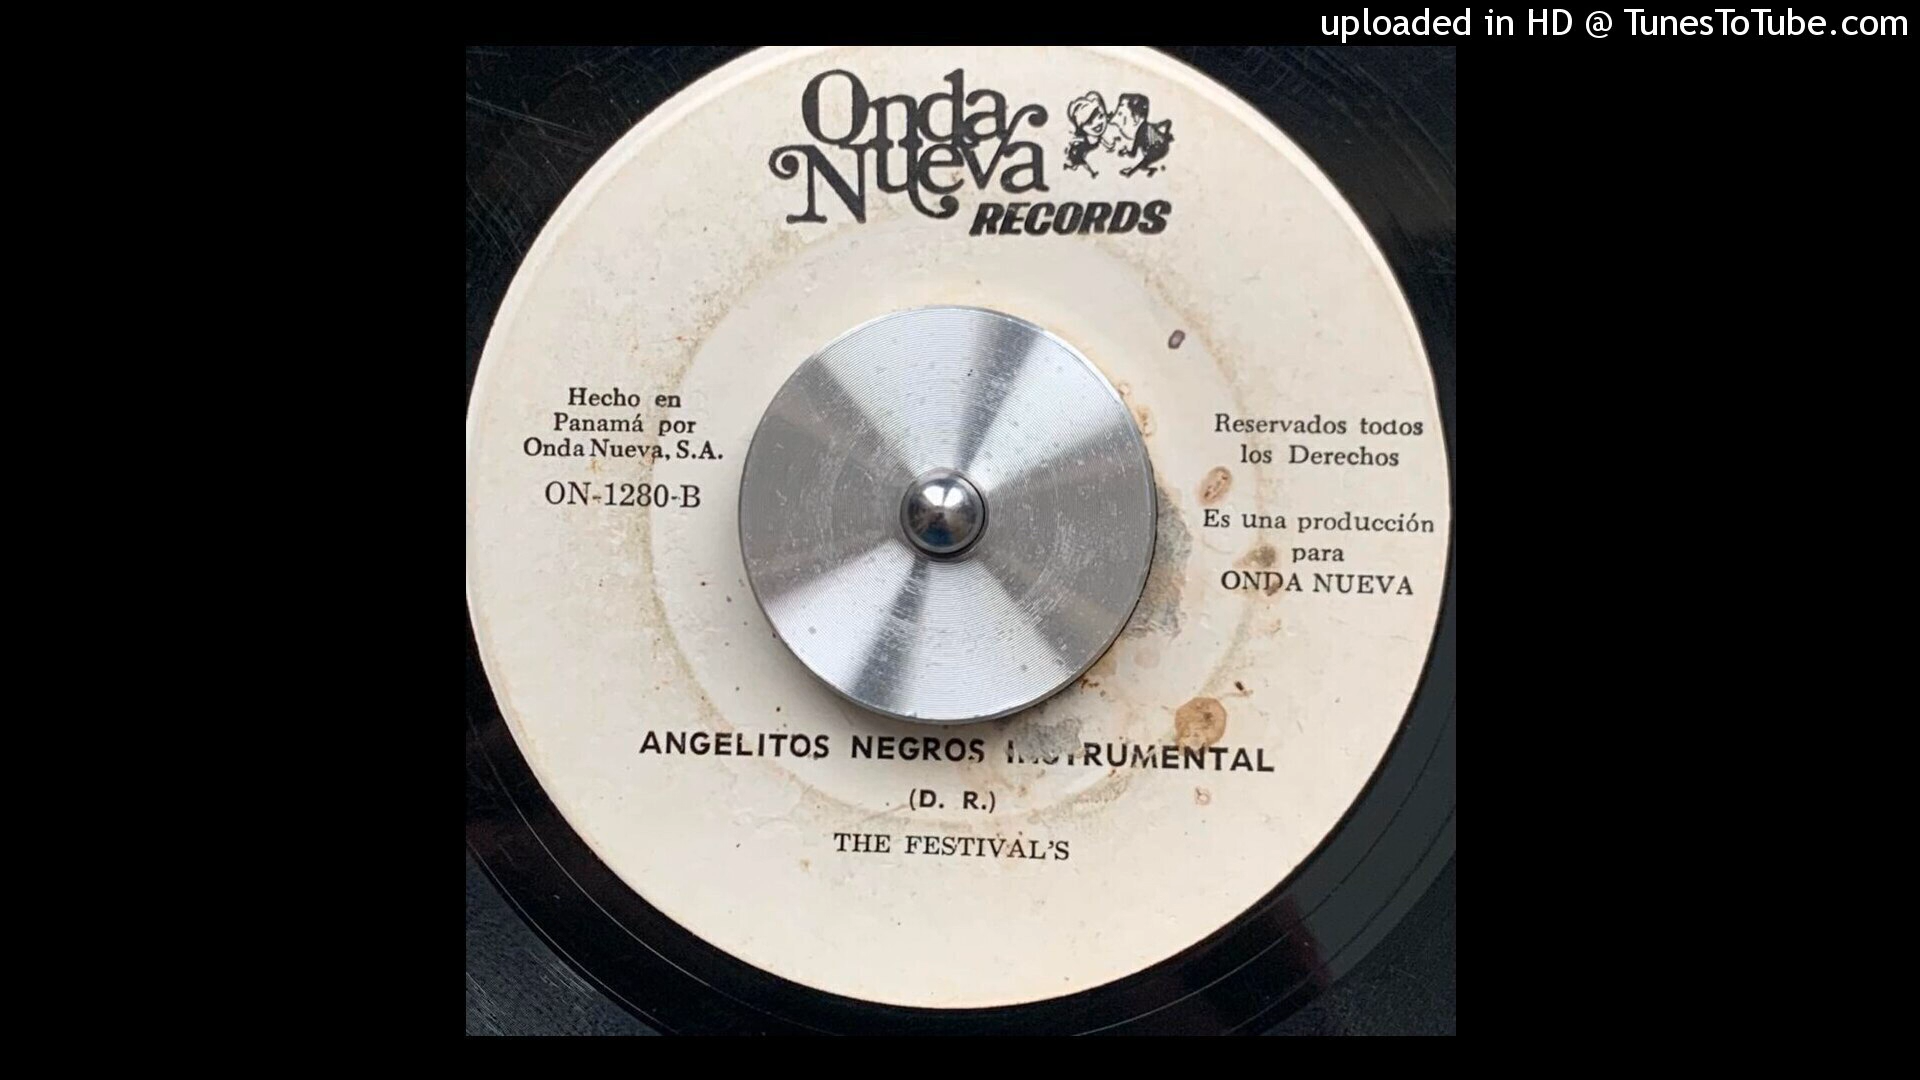 uploaded in HD @ TunesToTube.com
Onda
Nueva
RECORDS
Hecho en
Panamá por
Onda Nueva, S.A.
ON-1280-B
Reservados todos
los Derechos
Es una producción
para
ONDA NUEVA
ANGELITOS NEGROS INSTRUMENTAL
(D. R.)
THE FESTIVAL'S